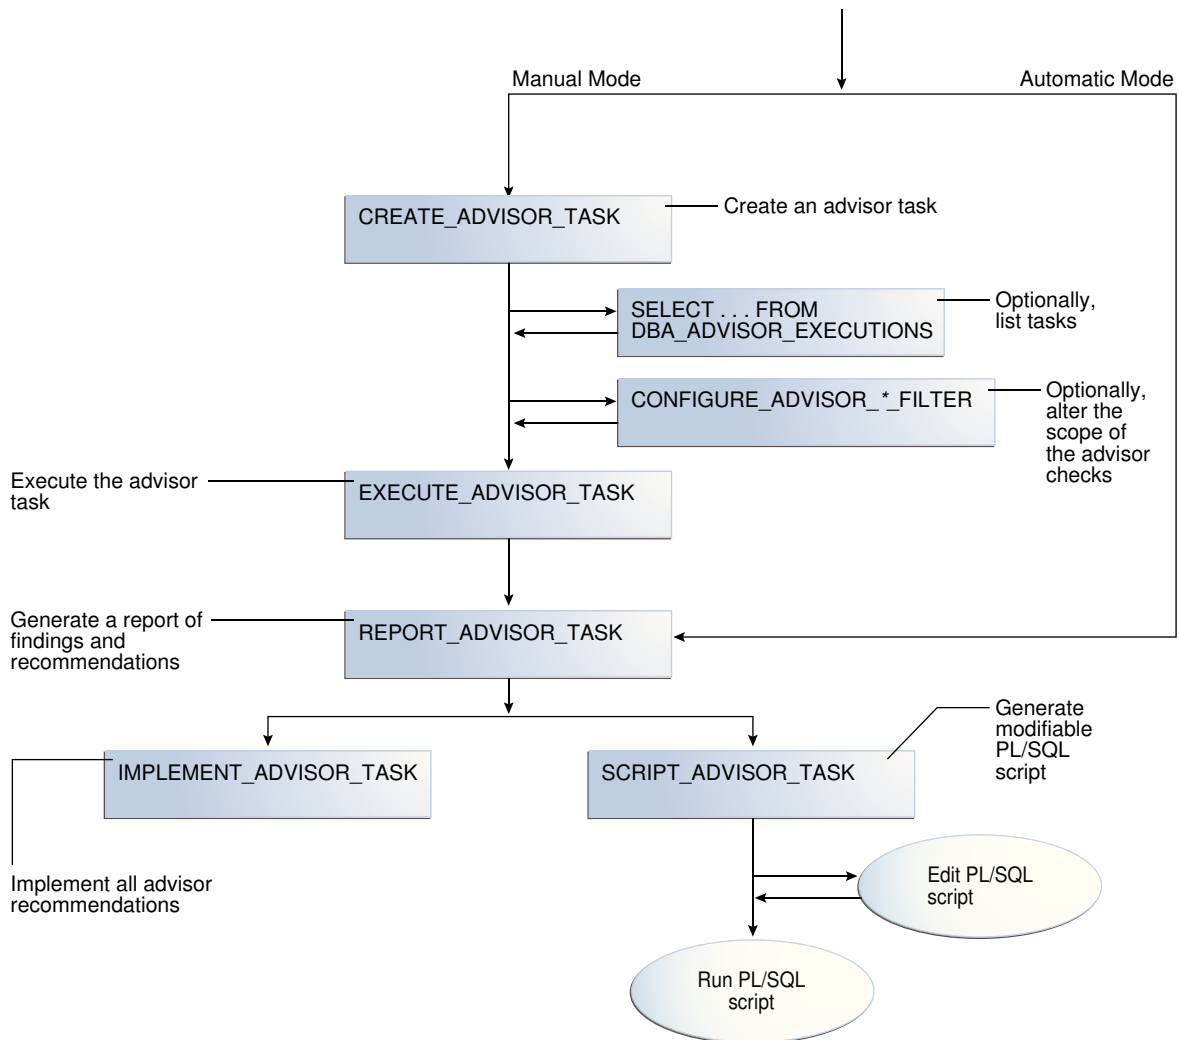 Manual Mode
Automatic Mode
CREATE_ADVISOR_TASK
Create an advisor task
SELECT . . . FROM
DBA_ADVISOR_EXECUTIONS
Optionally,
list tasks
CONFIGURE_ADVISOR_*_FILTER
Optionally,
alter the
scope of
the advisor
checks
Execute the advisor
task
EXECUTE_ADVISOR_TASK
Generate a report of
findings and
recommendations
REPORT_ADVISOR_TASK
IMPLEMENT_ADVISOR_TASK
SCRIPT_ADVISOR_TASK
Generate
modifiable
PL/SQL
script
Implement all advisor
recommendations
Edit PL/SQL
script
Run PL/SQL
script